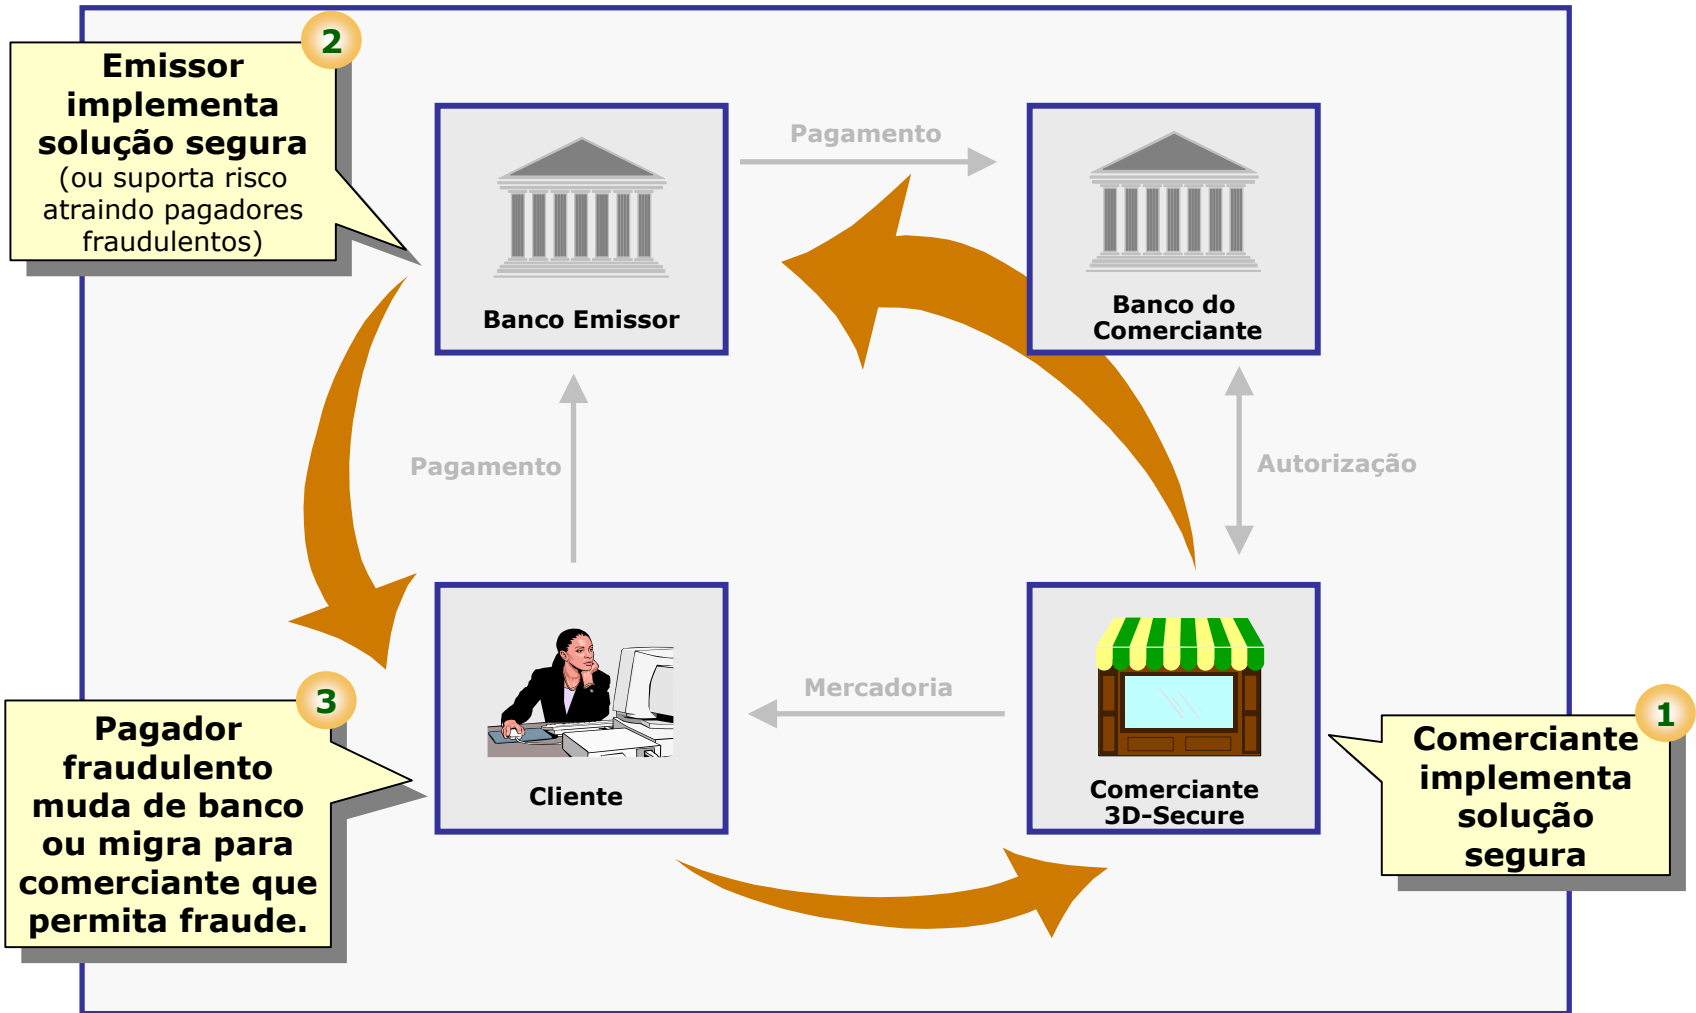 2
Emissor
implementa
solução segura
(ou suporta risco
atraindo pagadores
fraudulentos)
Pagamento
Banco Emissor
Banco do
Comerciante
Pagamento
Autorização
Mercadoria
Cliente
Comerciante
3D-Secure
3
Pagador
fraudulento
muda de banco
ou migra para
comerciante que
permita fraude.
1
Comerciante
implementa
solução
segura